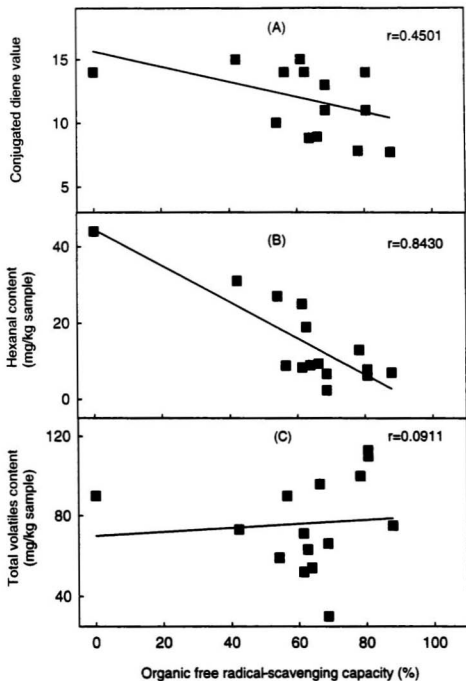 (A)
r=0.4501
Conjugated diene value
15
10
5
(B)
r=0.8430
Hexanal content
(mg/kg sample)
40
20
0
(C)
r=0.0911
Total volatiles content
(mg/kg sample)
120
80
40
0 20 40 60 80 100
Organic free radical-scavenging capacity (%)